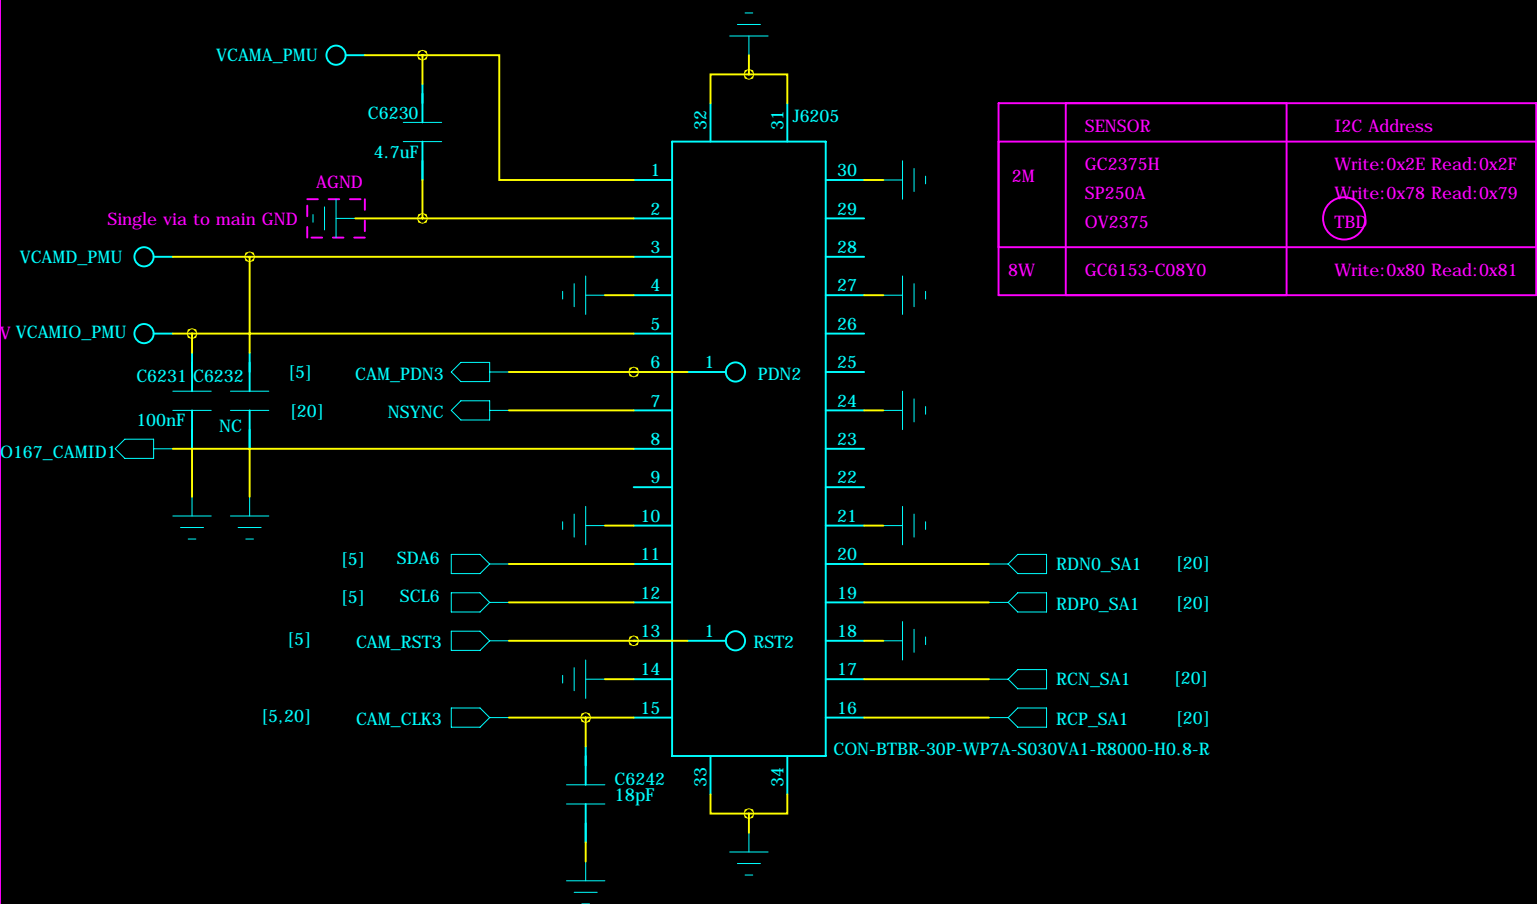 VCAMA_PMU
C6230
4.7uF
AGND
Single via to main GND
VCAMD_PMU
V VCAMIO_PMU
C6231 C6232
100nF
NC
[5] CAM_PDN3
[20] NSYNC
O167_CAMID1
[5] SDA6
[5] SCL6
[5] CAM_RST3
[5,20] CAM_CLK3
C6242
18pF
32 31 J6205
1 30
2 29
3 28
4 27
5 26
6 1 PDN2 25
7 24
8 23
9 22
10 21
11 20 RDN0_SA1 [20]
12 19 RDP0_SA1 [20]
13 1 RST2 18
14 17 RCN_SA1 [20]
15 16 RCP_SA1 [20]
33 34
CON-BTBR-30P-WP7A-S030VA1-R8000-H0.8-R
SENSOR I2C Address
2M GC2375H Write:0x2E Read:0x2F
SP250A Write:0x78 Read:0x79
OV2375 TBD
8W GC6153-C08Y0 Write:0x80 Read:0x81